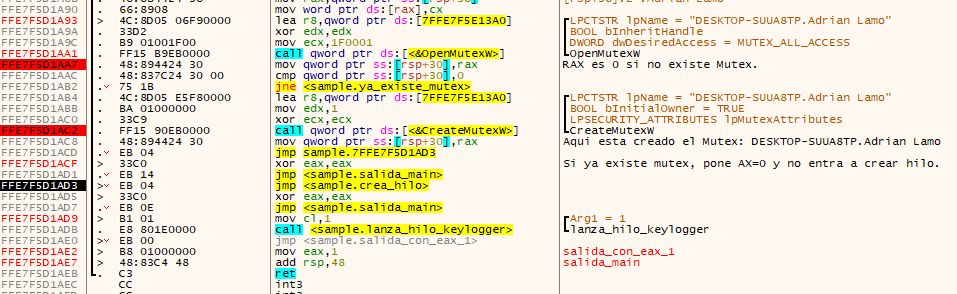 FFE7F5D1A90 . 66:8908 mov word ptr ds:[rax],cx
FFE7F5D1A93 > 4C:8D05 06F90000 lea r8,qword ptr ds:[7FFE7F5E13A0] LPCTSTR lpName = "DESKTOP-SUUA8TP.Adrian Lamo"
FFE7F5D1A9A . 33D2 xor edx,edx BOOL bInheritHandle
FFE7F5D1A9C . B9 01001F00 mov ecx,1F0001 DWORD dwDesiredAccess = MUTEX_ALL_ACCESS
FFE7F5D1AA1 . FF15 B9EB0000 call qword ptr ds:[<&OpenMutexW>] OpenMutexW
FFE7F5D1AA7 . 48:894424 30 mov qword ptr ss:[rsp+30],rax RAX es 0 si no existe Mutex.
FFE7F5D1AAC . 48:837C24 30 00 cmp qword ptr ss:[rsp+30],0
FFE7F5D1AB2 . 75 1B jne <sample.ya_existe_mutex>
FFE7F5D1AB4 . 4C:8D05 E5F80000 lea r8,qword ptr ds:[7FFE7F5E13A0] LPCTSTR lpName = "DESKTOP-SUUA8TP.Adrian Lamo"
FFE7F5D1ABB . BA 01000000 mov edx,1 BOOL bInitialOwner = TRUE
FFE7F5D1AC0 . 33C9 xor ecx,ecx LPSECURITY_ATTRIBUTES lpMutexAttributes
FFE7F5D1AC2 . FF15 90EB0000 call qword ptr ds:[<&CreateMutexW>] CreateMutexW
FFE7F5D1AC8 . 48:894424 30 mov qword ptr ss:[rsp+30],rax Aqui esta creado el Mutex: DESKTOP-SUUA8TP.Adrian Lamo
FFE7F5D1ACD . EB 04 jmp sample.7FFE7F5D1AD3
FFE7F5D1ACF > 33C0 xor eax,eax Si ya existe mutex, pone AX=0 y no entra a crear hilo.
FFE7F5D1AD1 . EB 14 jmp <sample.salida_main>
FFE7F5D1AD3 > EB 04 jmp <sample.crea_hilo>
FFE7F5D1AD5 > 33C0 xor eax,eax
FFE7F5D1AD7 . EB 0E jmp <sample.salida_main>
FFE7F5D1AD9 > B1 01 mov cl,1 Arg1 = 1
FFE7F5D1ADB . E8 801E0000 call <sample.lanza_hilo_keylogger> lanza_hilo_keylogger
FFE7F5D1AE0 > EB 00 jmp <sample.salida_con_eax_1>
FFE7F5D1AE2 > B8 01000000 mov eax,1 salida_con_eax_1
FFE7F5D1AE7 > 48:83C4 48 add rsp,48 salida_main
FFE7F5D1AEB . C3 ret
FFE7F5D1AEC CC int3